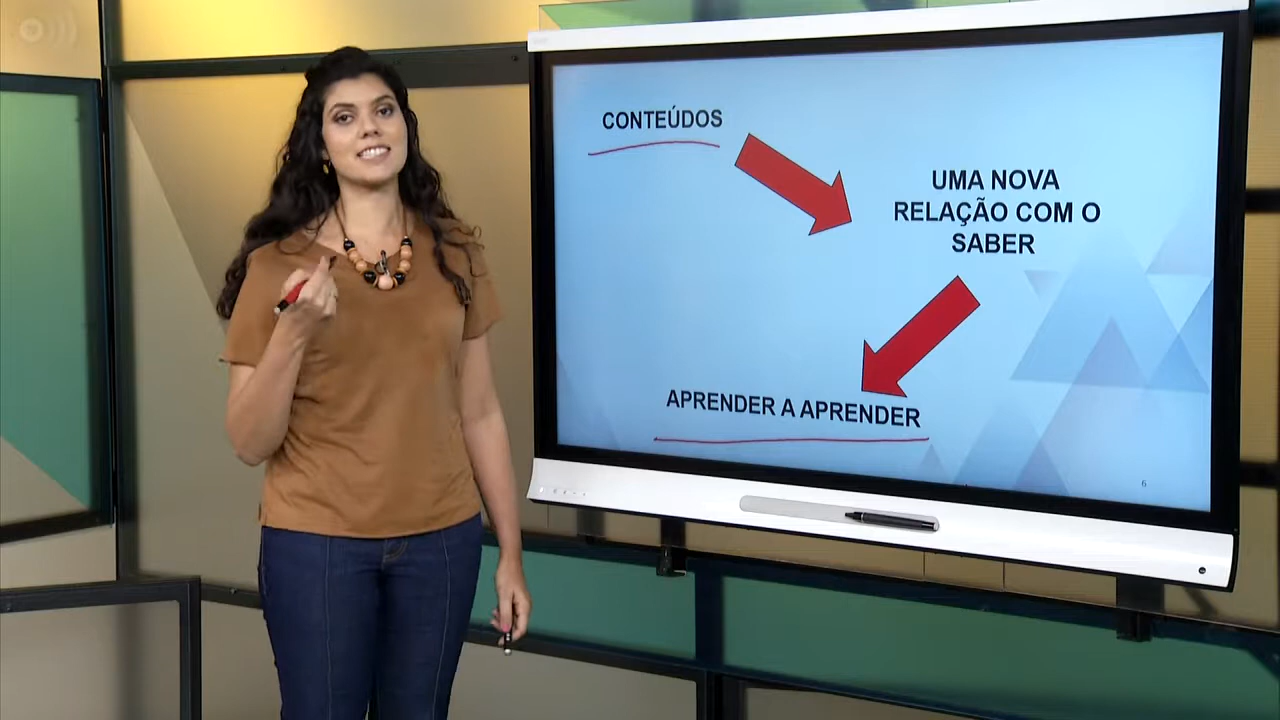 CONTEÚDOS
UMA NOVA
RELAÇÃO COM O
SABER
APRENDER A APRENDER
6